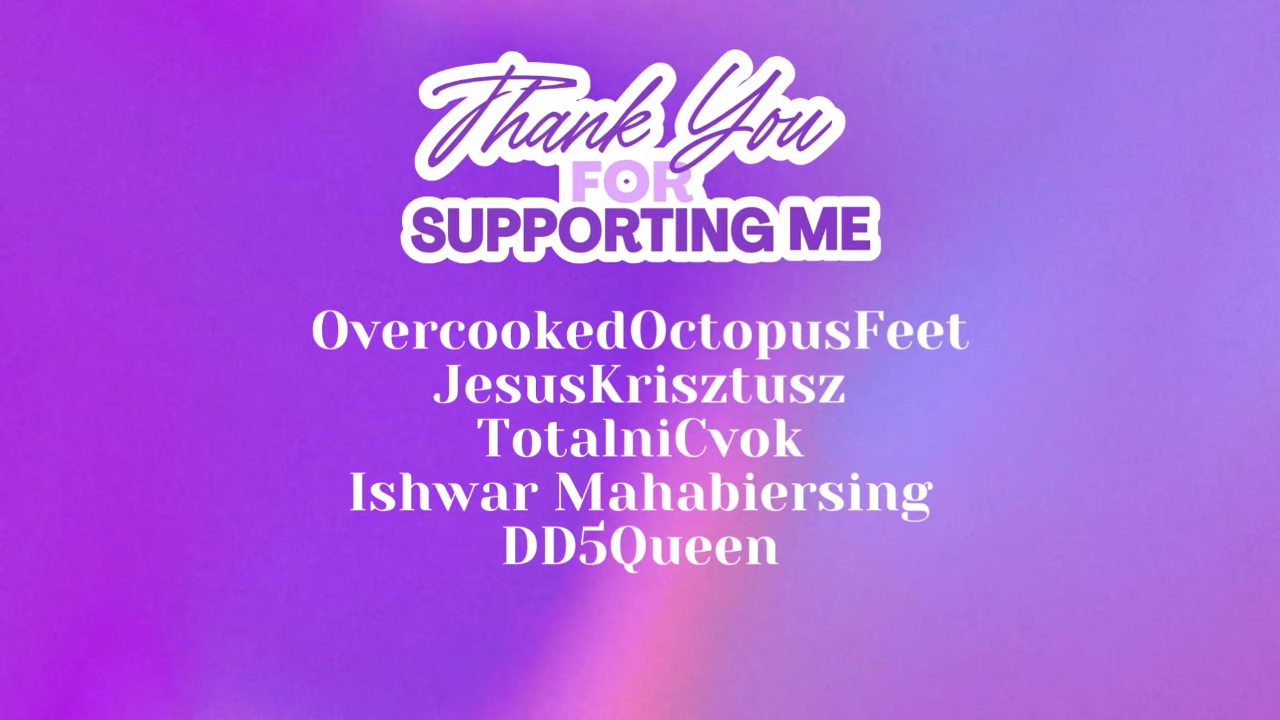 Thank You
FOR
SUPPORTING ME
OvercookedOctopusFeet
JesusKrisztusz
TotalniCvok
Ishwar Mahabiersing
DD5Queen